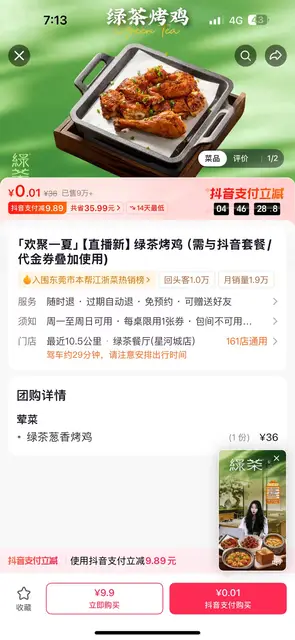 7:13
4G
绿茶烤鸡
Green Tea
菜品
评价
1/2
¥0.01 ¥36 已售9万+
抖音支付立减
抖音支付减9.89 共省35.99元 > 14天最低
04 : 46 : 28 : 8
「欢聚一夏」【直播新】绿茶烤鸡（需与抖音套餐/
代金券叠加使用)
入围东莞市本帮江浙菜热销榜 >
回头客1.0万
月销量1.9万
服务 随时退 · 过期自动退 · 免预约 · 可赠送好友
须知 周一至周日可用 · 每桌限用1张券 · 包间不可用...
门店 最近10.5公里 · 绿茶餐厅(星河城店) 161店通用 >
驾车约29分钟，请注意安排出行时间
团购详情
荤菜
• 绿茶葱香烤鸡 (1份) ¥36
綠茶
抖音支付立减 使用抖音支付立减9.89元
收藏
¥9.9
立即购买
¥0.01
抖音支付购买